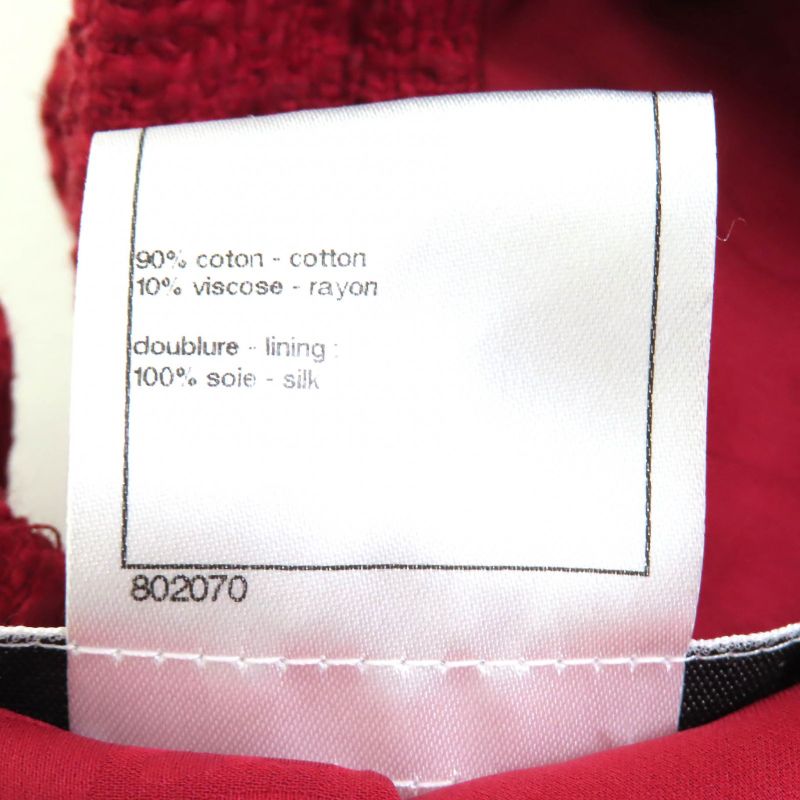 90% coton - cotton
10% viscose - rayon
doublure - lining :
100% soie - silk
802070